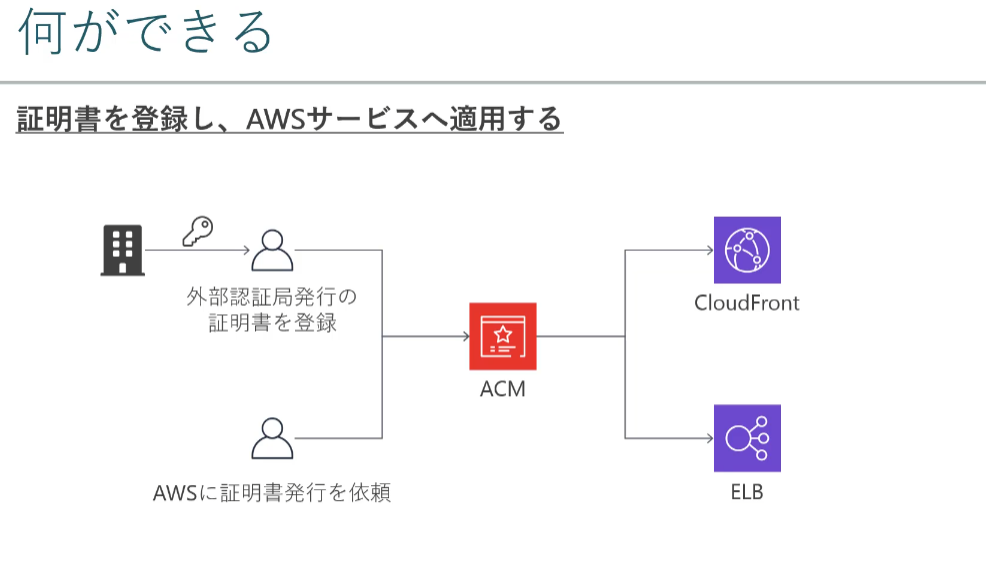 何ができる
証明書を登録し、AWSサービスへ適用する
外部認証局発行の
証明書を登録
CloudFront
ACM
AWSに証明書発行を依頼
ELB